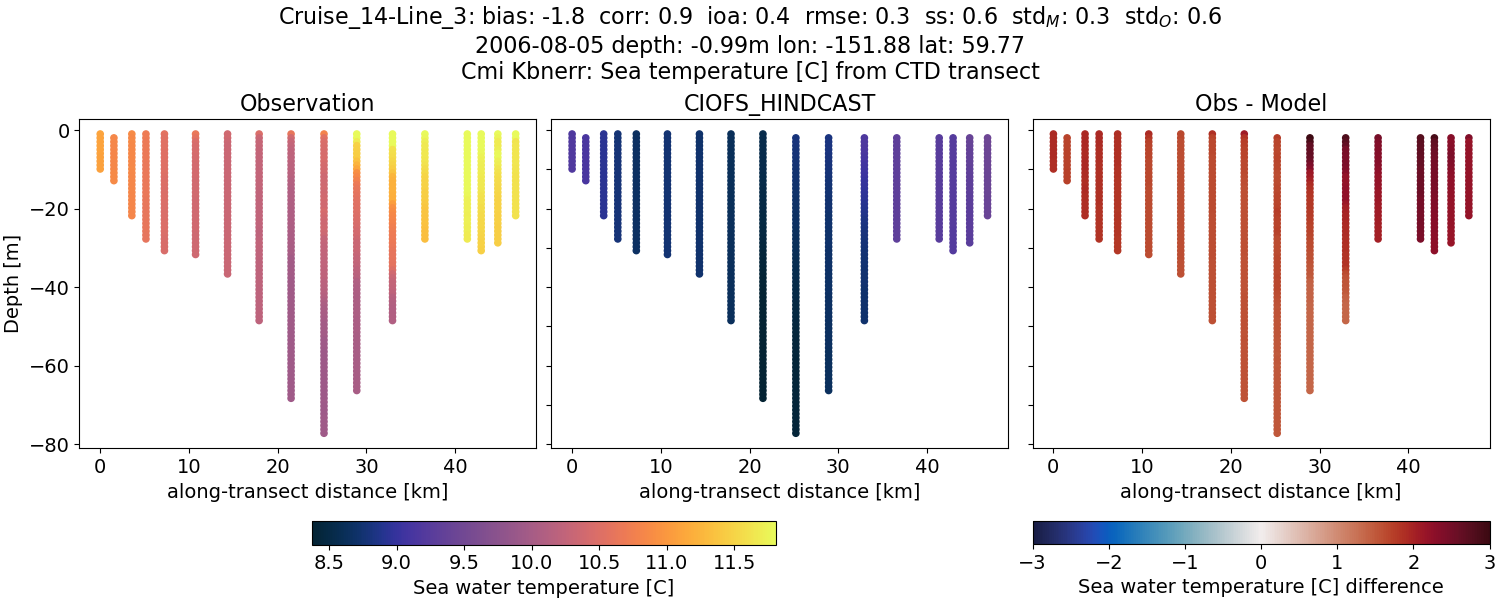 Cruise_14-Line_3: bias: -1.8 corr: 0.9 ioa: 0.4 rmse: 0.3 ss: 0.6 std_M: 0.3 std_O: 0.6
2006-08-05 depth: -0.99m lon: -151.88 lat: 59.77
Cmi Kbnerr: Sea temperature [C] from CTD transect
Observation
CIOFS_HINDCAST
Obs - Model
Depth [m]
0
−20
−40
−60
−80
0 10 20 30 40
0 10 20 30 40
0 10 20 30 40
along-transect distance [km]
along-transect distance [km]
along-transect distance [km]
8.5 9.0 9.5 10.0 10.5 11.0 11.5
Sea water temperature [C]
−3 −2 −1 0 1 2 3
Sea water temperature [C] difference